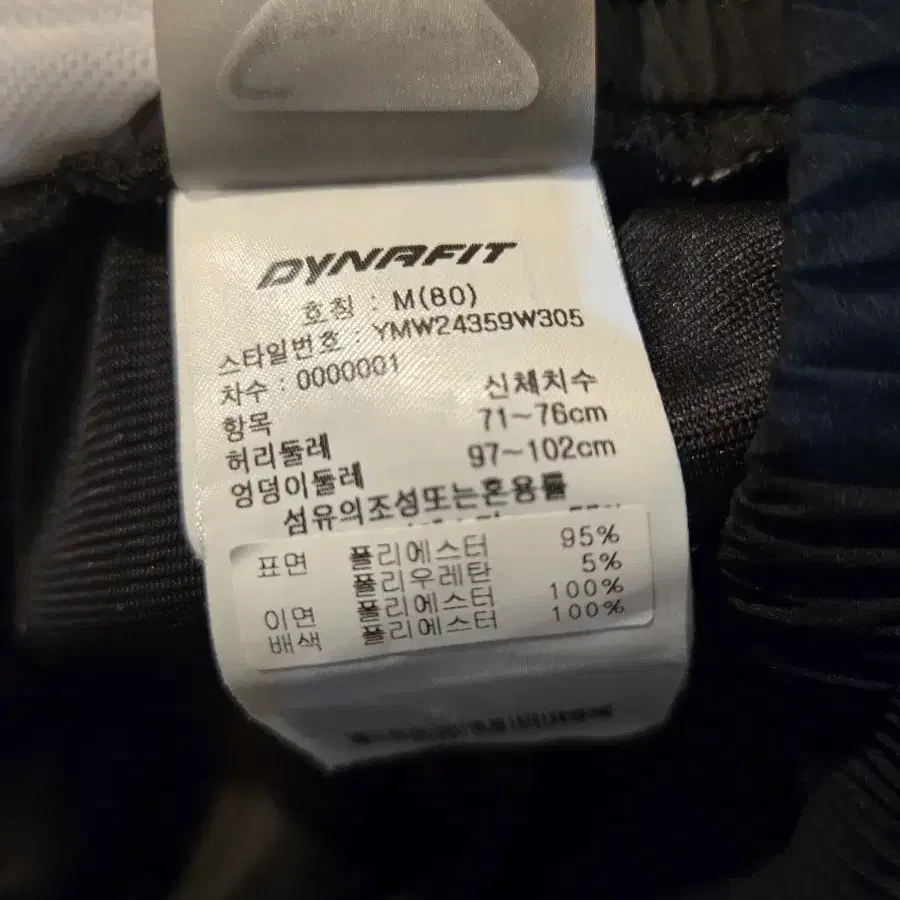 DYNAFIT
호칭 : M(80)
스타일번호 : YMW24359W305
차수 : 0000001
항목 신체치수
허리둘레 71~76cm
엉덩이둘레 97~102cm
섬유의조성또는혼용률
표면 폴리에스터 95%
폴리우레탄 5%
이면 폴리에스터 100%
배색 폴리에스터 100%